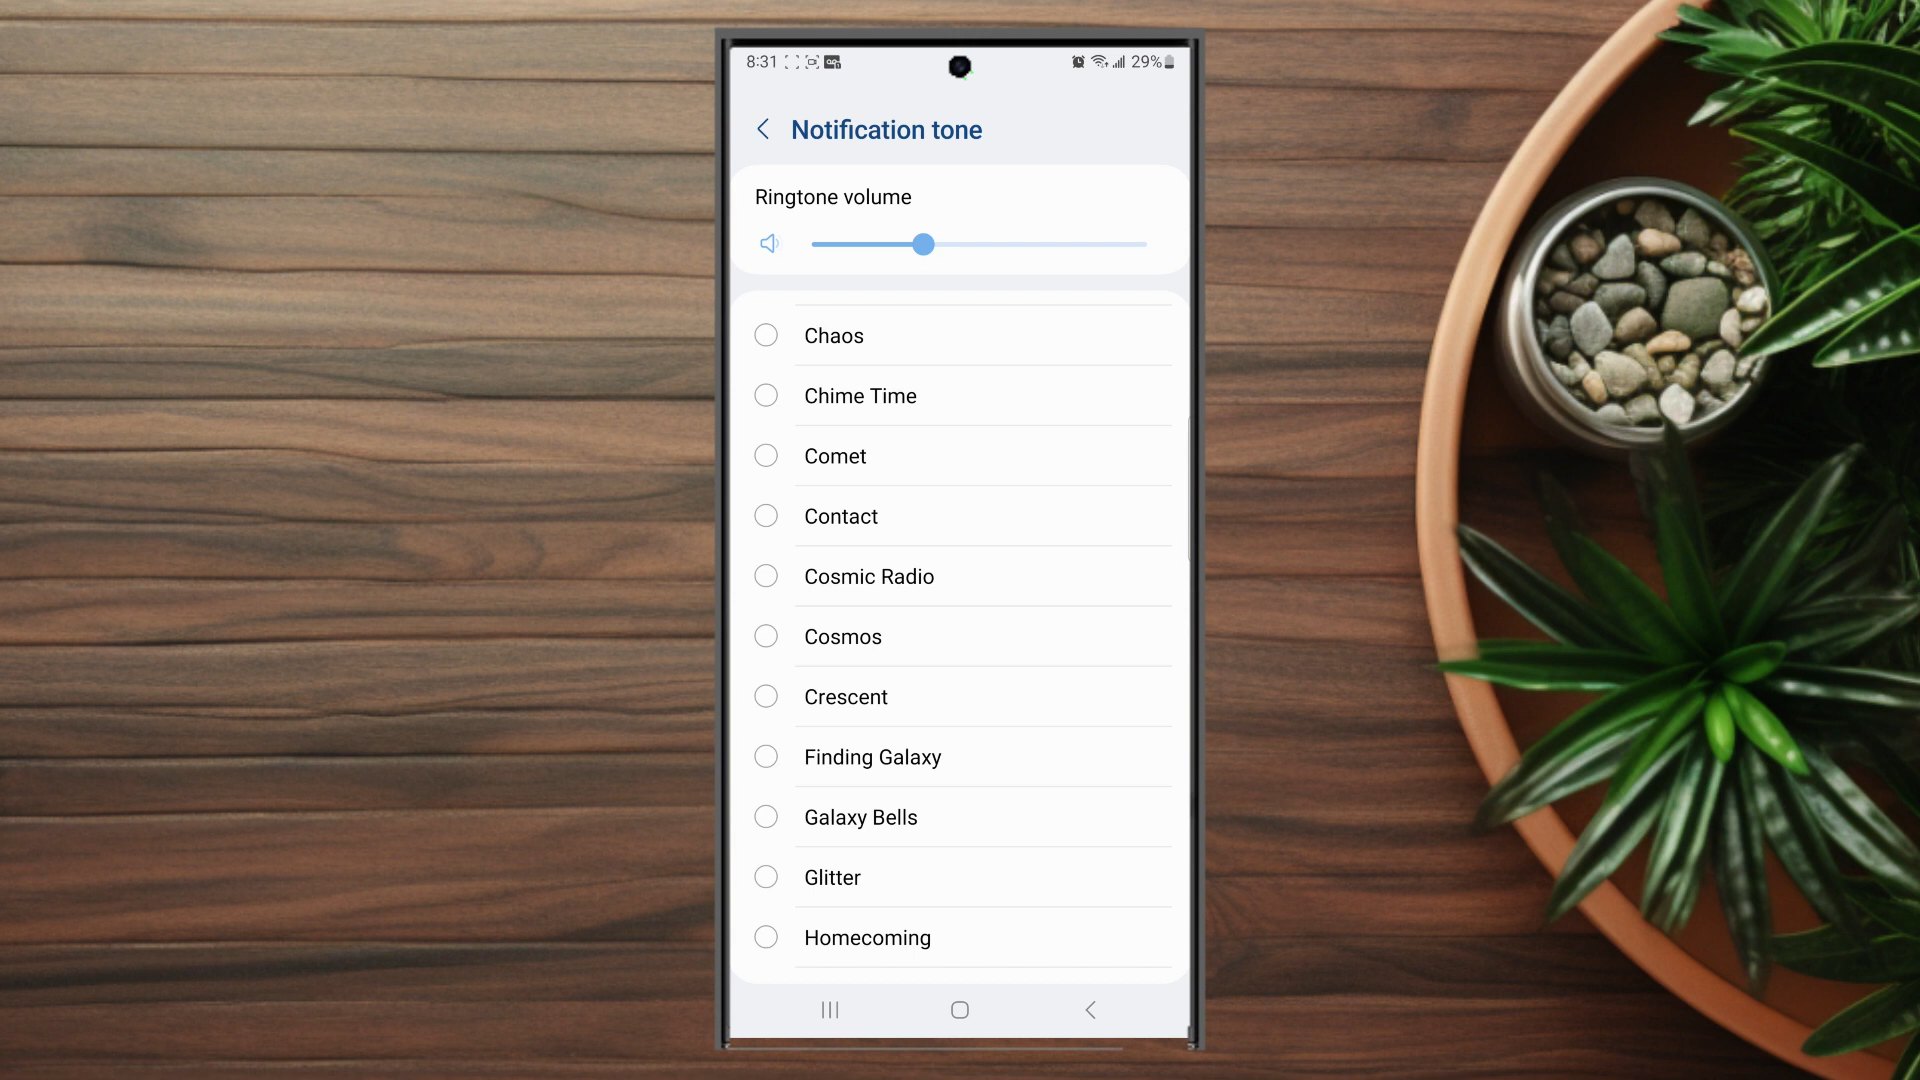 8:31 29%
Notification tone
Ringtone volume
Chaos
Chime Time
Comet
Contact
Cosmic Radio
Cosmos
Crescent
Finding Galaxy
Galaxy Bells
Glitter
Homecoming